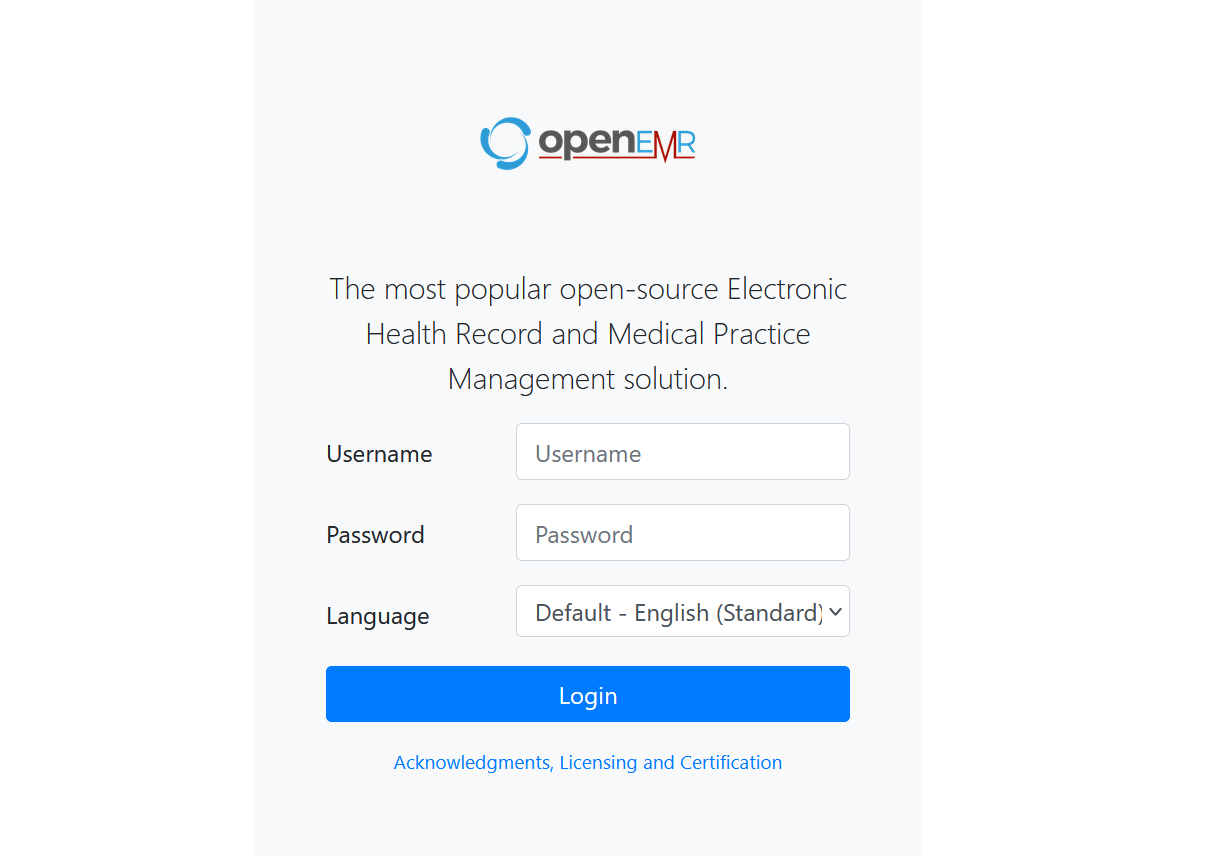 openEMR
The most popular open-source Electronic
Health Record and Medical Practice
Management solution.
Username Username
Password Password
Language Default - English (Standard)
Login
Acknowledgments, Licensing and Certification